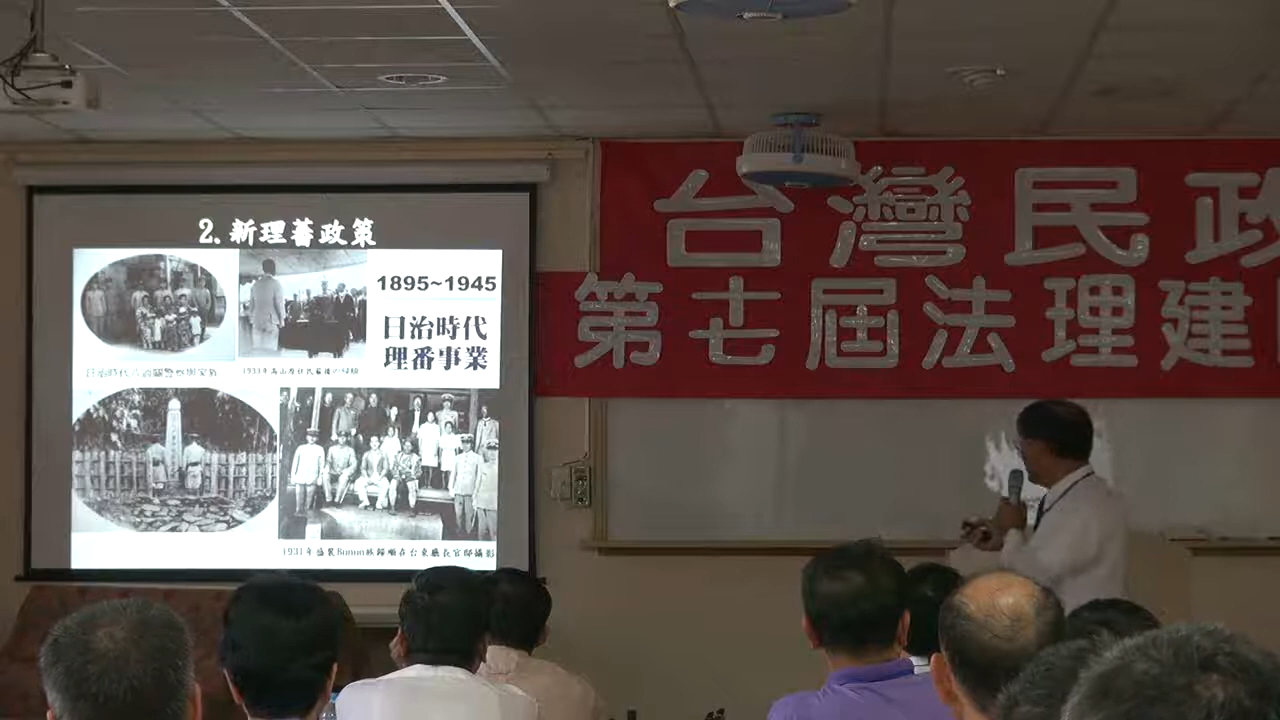 2.新理蕃政策
1895~1945
日治時代
理番事業
1931年盛裝Bunun族歸順在台東廳長官邸攝影
台灣民政
第七屆法理建